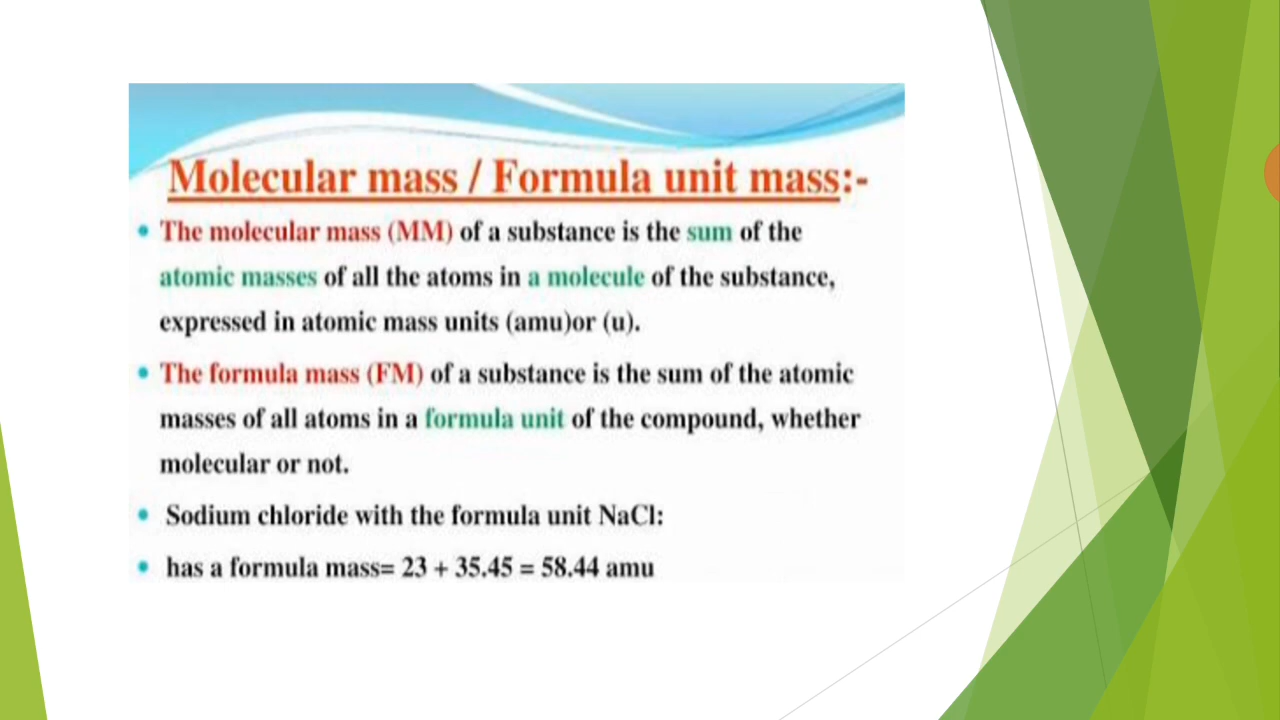 Molecular mass / Formula unit mass:-
• The molecular mass (MM) of a substance is the sum of the
atomic masses of all the atoms in a molecule of the substance,
expressed in atomic mass units (amu)or (u).
• The formula mass (FM) of a substance is the sum of the atomic
masses of all atoms in a formula unit of the compound, whether
molecular or not.
• Sodium chloride with the formula unit NaCl:
• has a formula mass= 23 + 35.45 = 58.44 amu